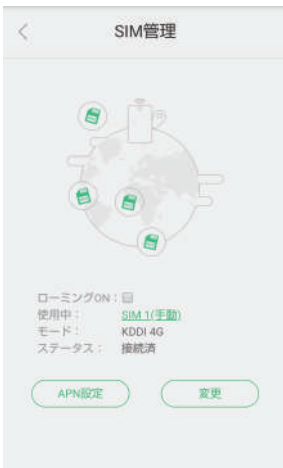 SIM管理
ローミングON：
使用中： SIM 1(手動)
モード： KDDI 4G
ステータス： 接続済
APN設定 変更